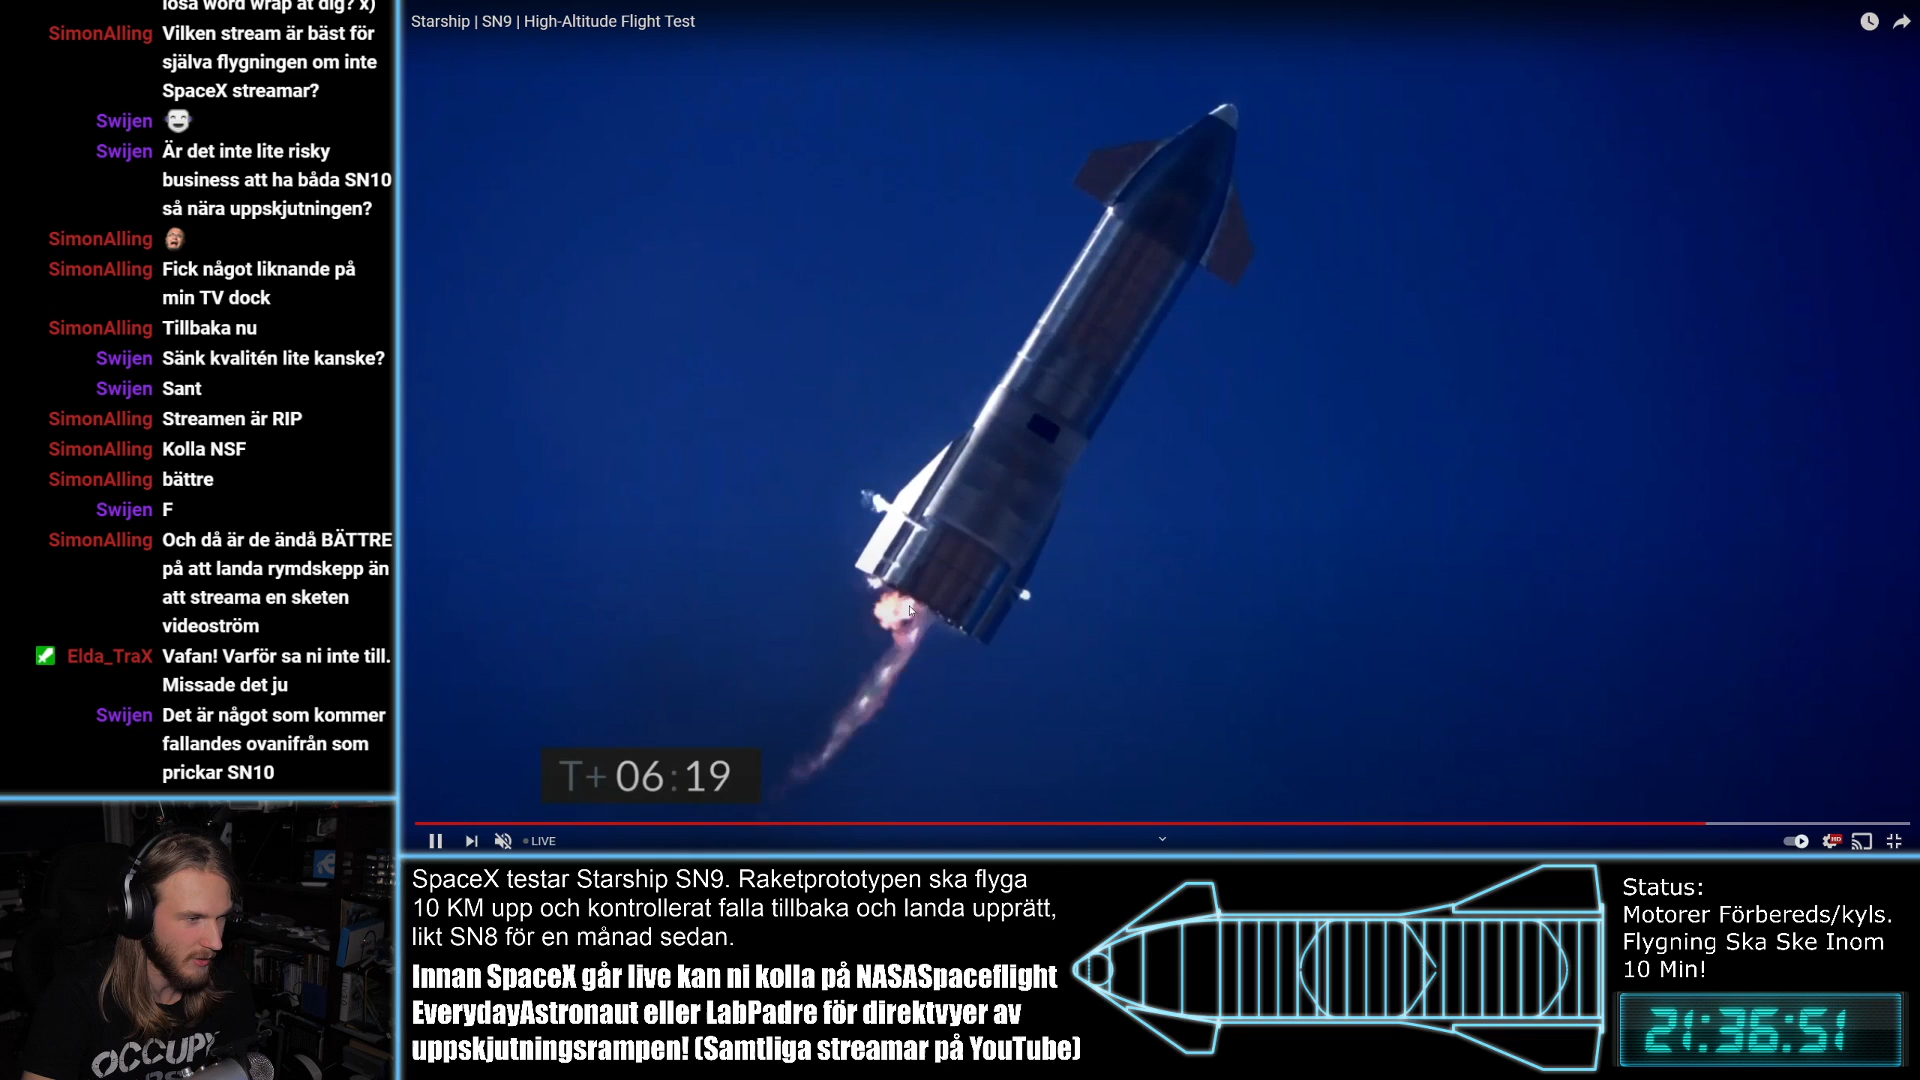 lösa word wrap åt dig? x)
SimonAlling Vilken stream är bäst för
själva flygningen om inte
SpaceX streamar?
Swijen
Swijen Är det inte lite risky
business att ha båda SN10
så nära uppskjutningen?
SimonAlling
SimonAlling Fick något liknande på
min TV dock
SimonAlling Tillbaka nu
Swijen Sänk kvalitén lite kanske?
Swijen Sant
SimonAlling Streamen är RIP
SimonAlling Kolla NSF
SimonAlling bättre
Swijen F
SimonAlling Och då är de ändå BÄTTRE
på att landa rymdskepp än
att streama en sketen
videoström
Elda_TraX Vafan! Varför sa ni inte till.
Missade det ju
Swijen Det är något som kommer
fallandes ovanifrån som
prickar SN10
Starship | SN9 | High-Altitude Flight Test
T+ 06:19
LIVE
HD
OCCUPY
SpaceX testar Starship SN9. Raketprototypen ska flyga
10 KM upp och kontrollerat falla tillbaka och landa upprätt,
likt SN8 för en månad sedan.
Innan SpaceX går live kan ni kolla på NASASpaceflight
EverydayAstronaut eller LabPadre för direktvyer av
uppskjutningsrampen! (Samtliga streamar på YouTube)
Status:
Motorer Förbereds/kyls.
Flygning Ska Ske Inom
10 Min!
21:36:51